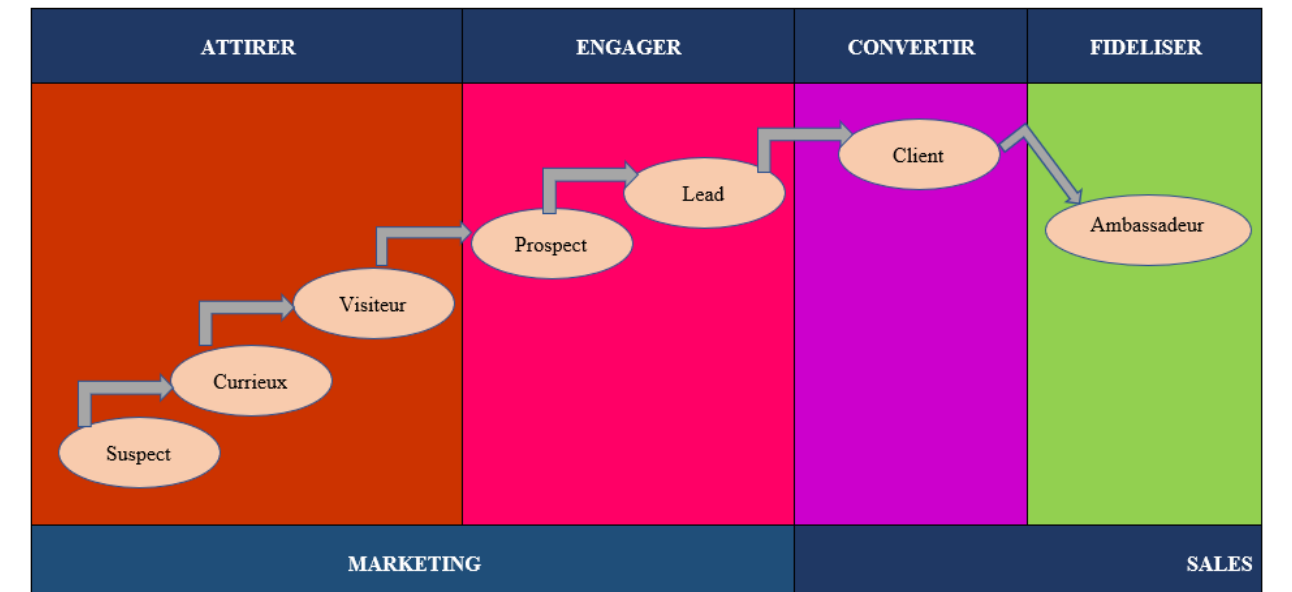 ATTIRER
ENGAGER
CONVERTIR
FIDELISER
Client
Lead
Ambassadeur
Prospect
Visiteur
Currieux
Suspect
MARKETING
SALES